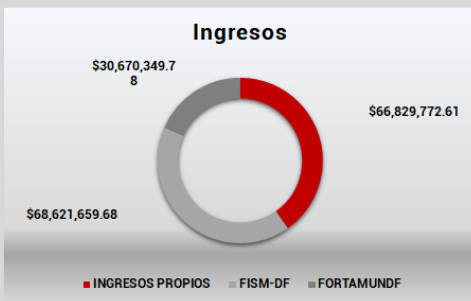 Ingresos
$30,670,349.7
8
$66,829,772.61
$68,621,659.68
INGRESOS PROPIOS FISM-DF FORTAMUNDF